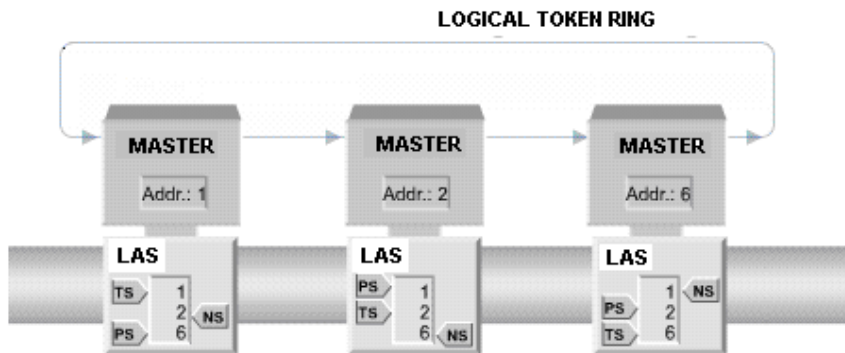 LOGICAL TOKEN RING
MASTER
Addr.: 1
LAS
TS
PS
1
2
6
NS
MASTER
Addr.: 2
LAS
PS
TS
1
2
6
NS
MASTER
Addr.: 6
LAS
PS
TS
1
2
6
NS